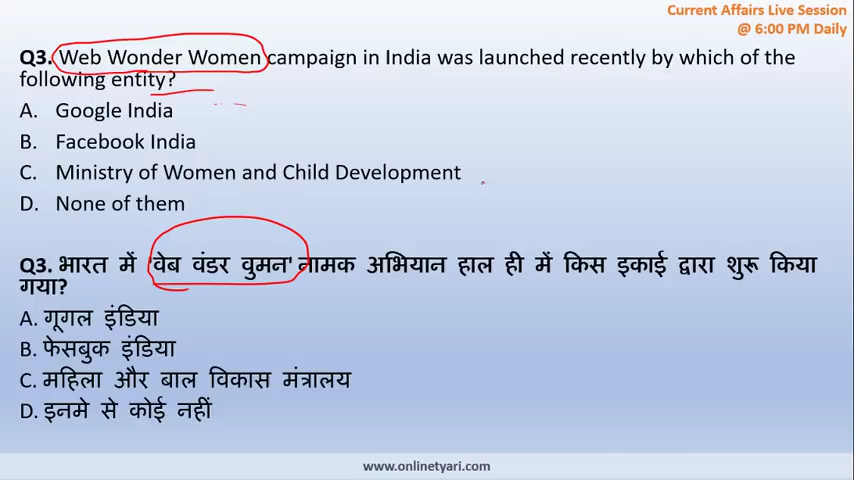 Current Affairs Live Session
@ 6:00 PM Daily
Q3. Web Wonder Women campaign in India was launched recently by which of the
following entity?
A. Google India
B. Facebook India
C. Ministry of Women and Child Development
D. None of them
Q3. भारत में 'वेब वंडर वुमन' नामक अभियान हाल ही में किस इकाई द्वारा शुरू किया
गया?
A. गूगल इंडिया
B. फेसबुक इंडिया
C. महिला और बाल विकास मंत्रालय
D. इनमे से कोई नहीं
www.onlinetyari.com